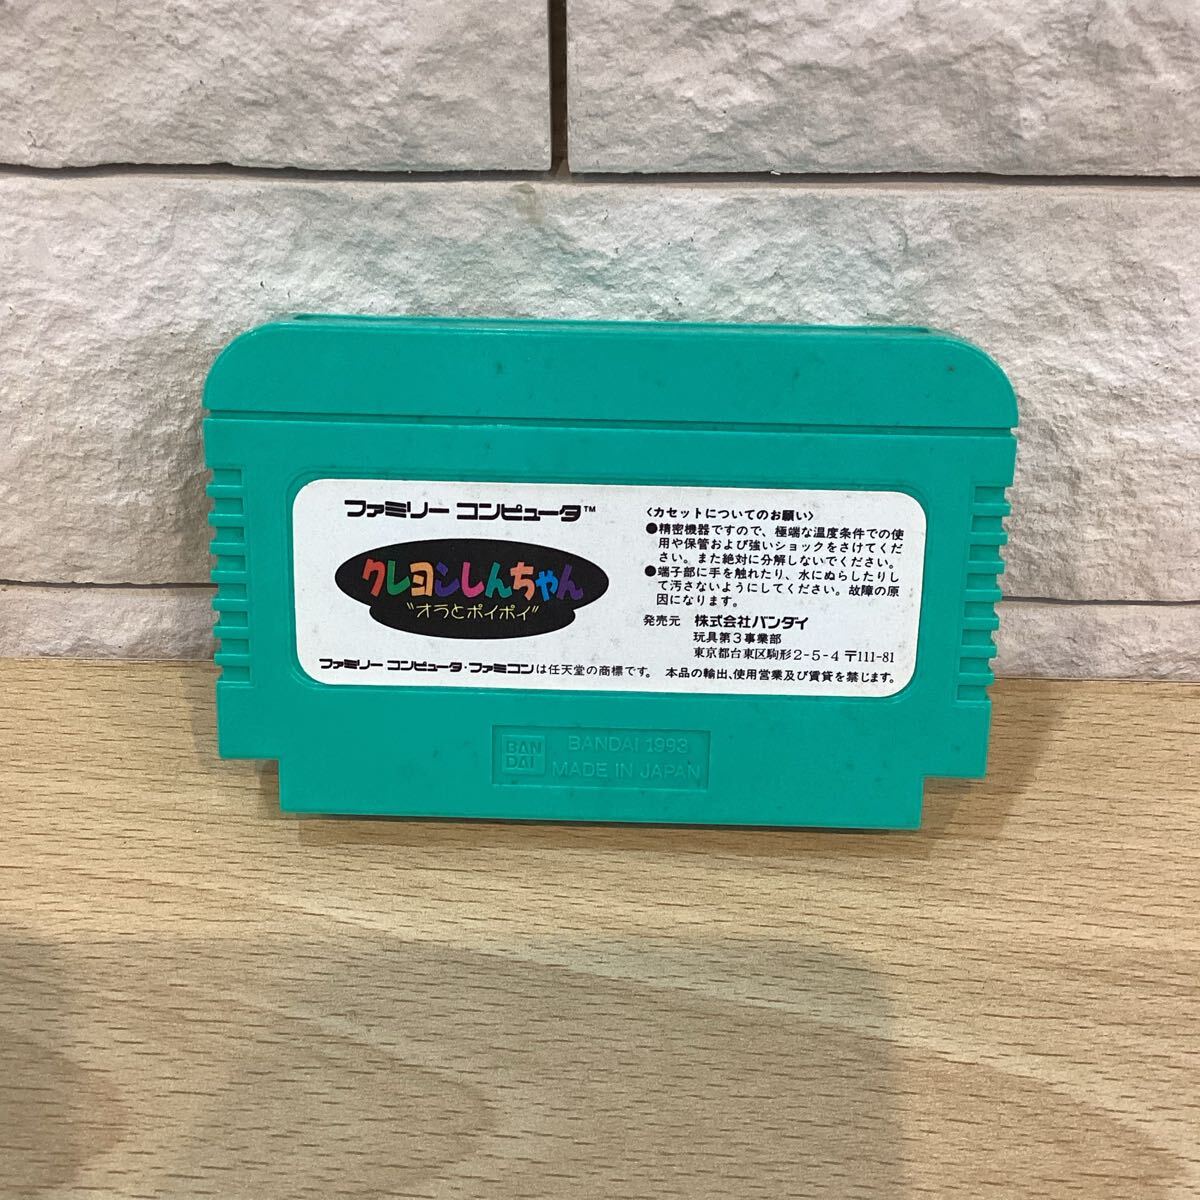 ファミリー コンピュータ™
クレヨンしんちゃん
"オラとポイポイ"
〈カセットについてのお願い〉
●精密機器ですので、極端な温度条件での使
用や保管および強いショックをさけてくだ
さい。また絶対に分解しないでください。
●端子部に手を触れたり、水にぬらしたりし
て汚さないようにしてください。故障の原
因になります。
発売元 株式会社バンダイ
玩具第3事業部
東京都台東区駒形2-5-4 〒111-81
ファミリー コンピュータ・ファミコンは任天堂の商標です。 本品の輸出、使用営業及び賃貸を禁じます。
BAN
DAI
BANDAI 1993
MADE IN JAPAN